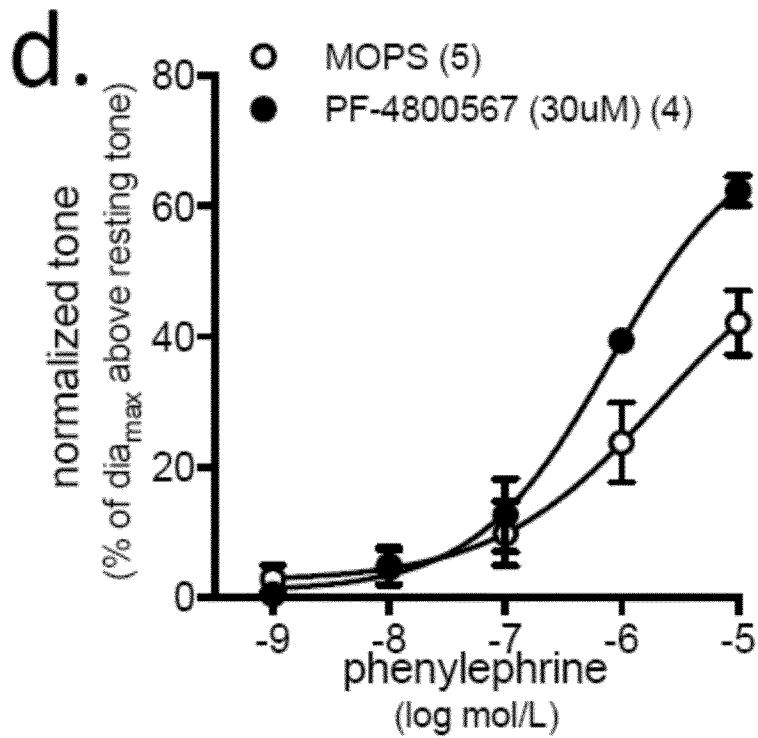 d.
MOPS (5)
PF-4800567 (30uM) (4)
normalized tone
(% of dia_max above resting tone)
80
60
40
20
0
-9 -8 -7 -6 -5
phenylephrine
(log mol/L)